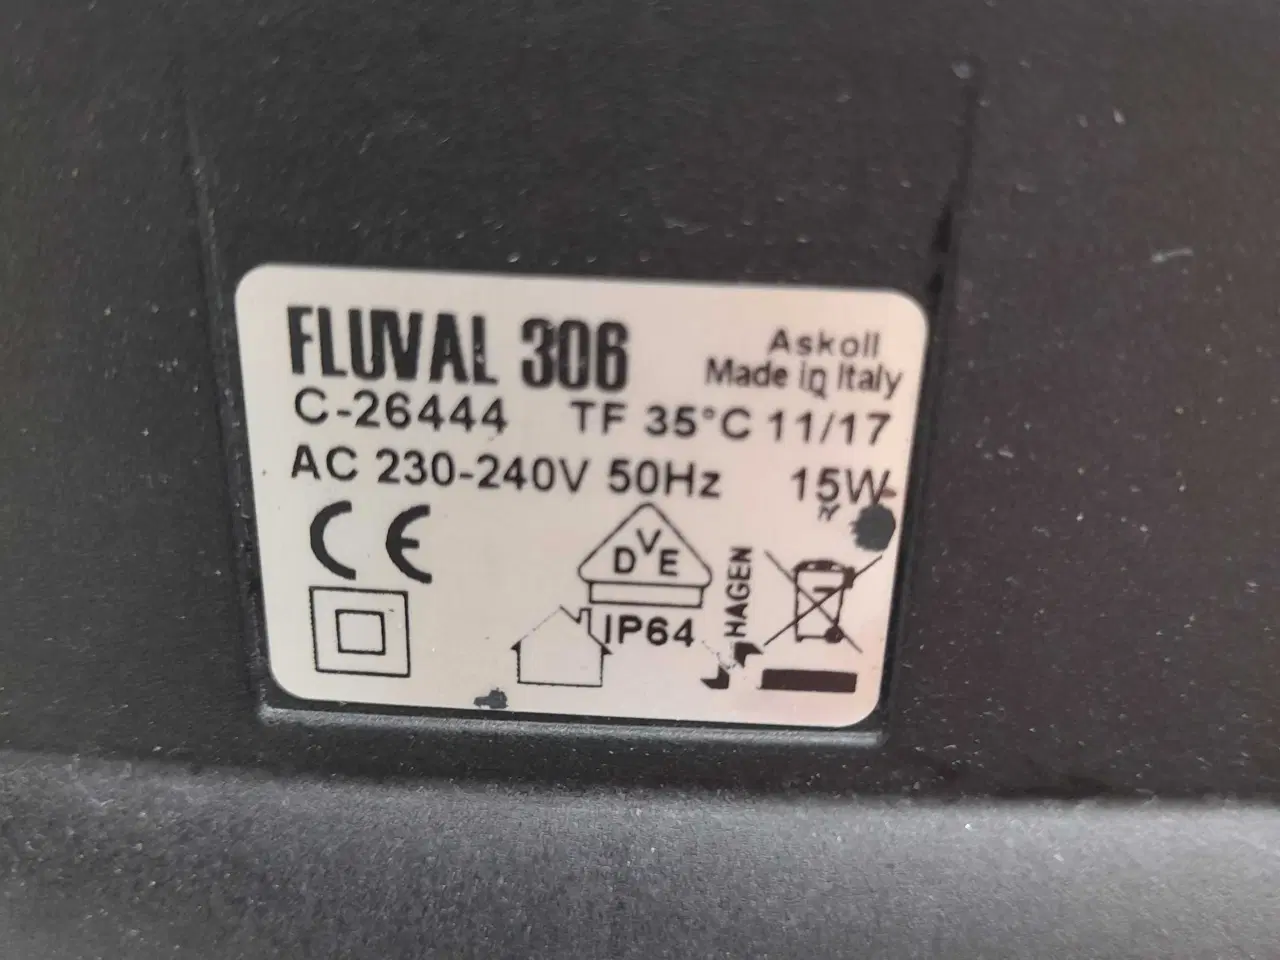 FLUVAL 306
Askoll
Made in Italy
C-26444 TF 35°C 11/17
AC 230-240V 50Hz 15W
CE
DVE
IP64
HAGEN